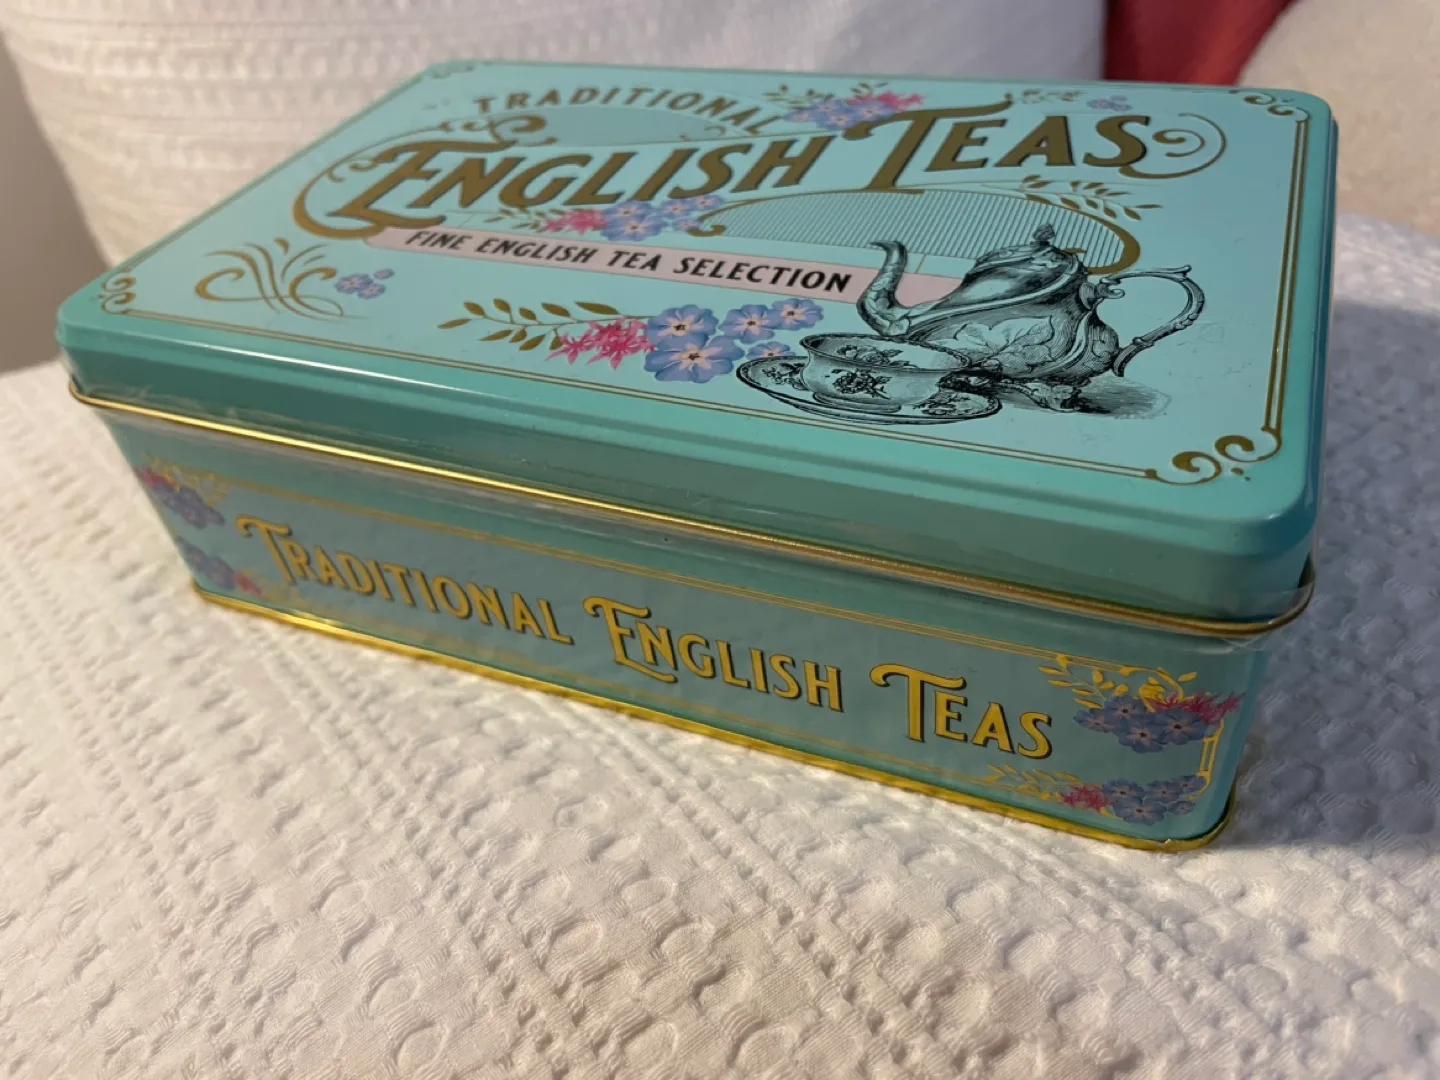 TRADITIONAL
ENGLISH TEAS
FINE ENGLISH TEA SELECTION
TRADITIONAL ENGLISH TEAS